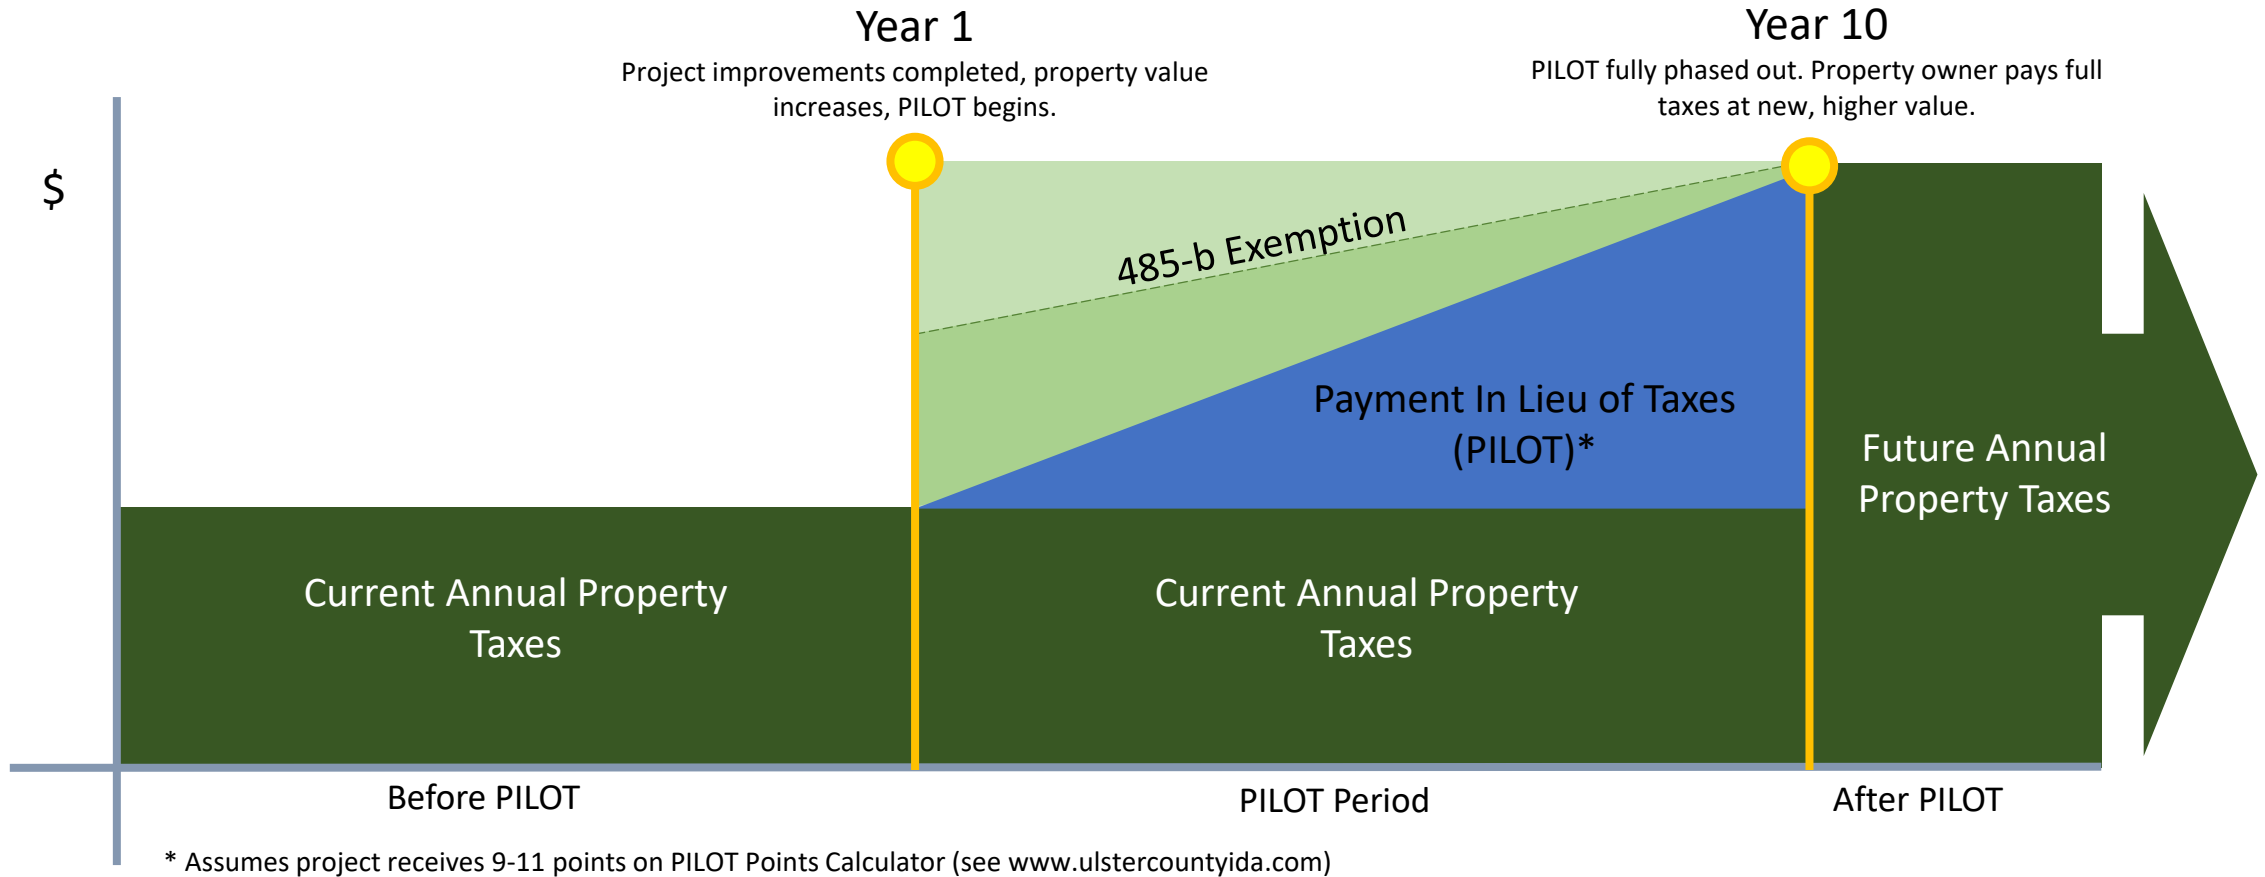 Year 1
Project improvements completed, property value
increases, PILOT begins.
Year 10
PILOT fully phased out. Property owner pays full
taxes at new, higher value.
$
485-b Exemption
Payment In Lieu of Taxes
(PILOT)*
Future Annual
Property Taxes
Current Annual Property
Taxes
Current Annual Property
Taxes
Before PILOT
PILOT Period
After PILOT
* Assumes project receives 9-11 points on PILOT Points Calculator (see www.ulstercountyida.com)